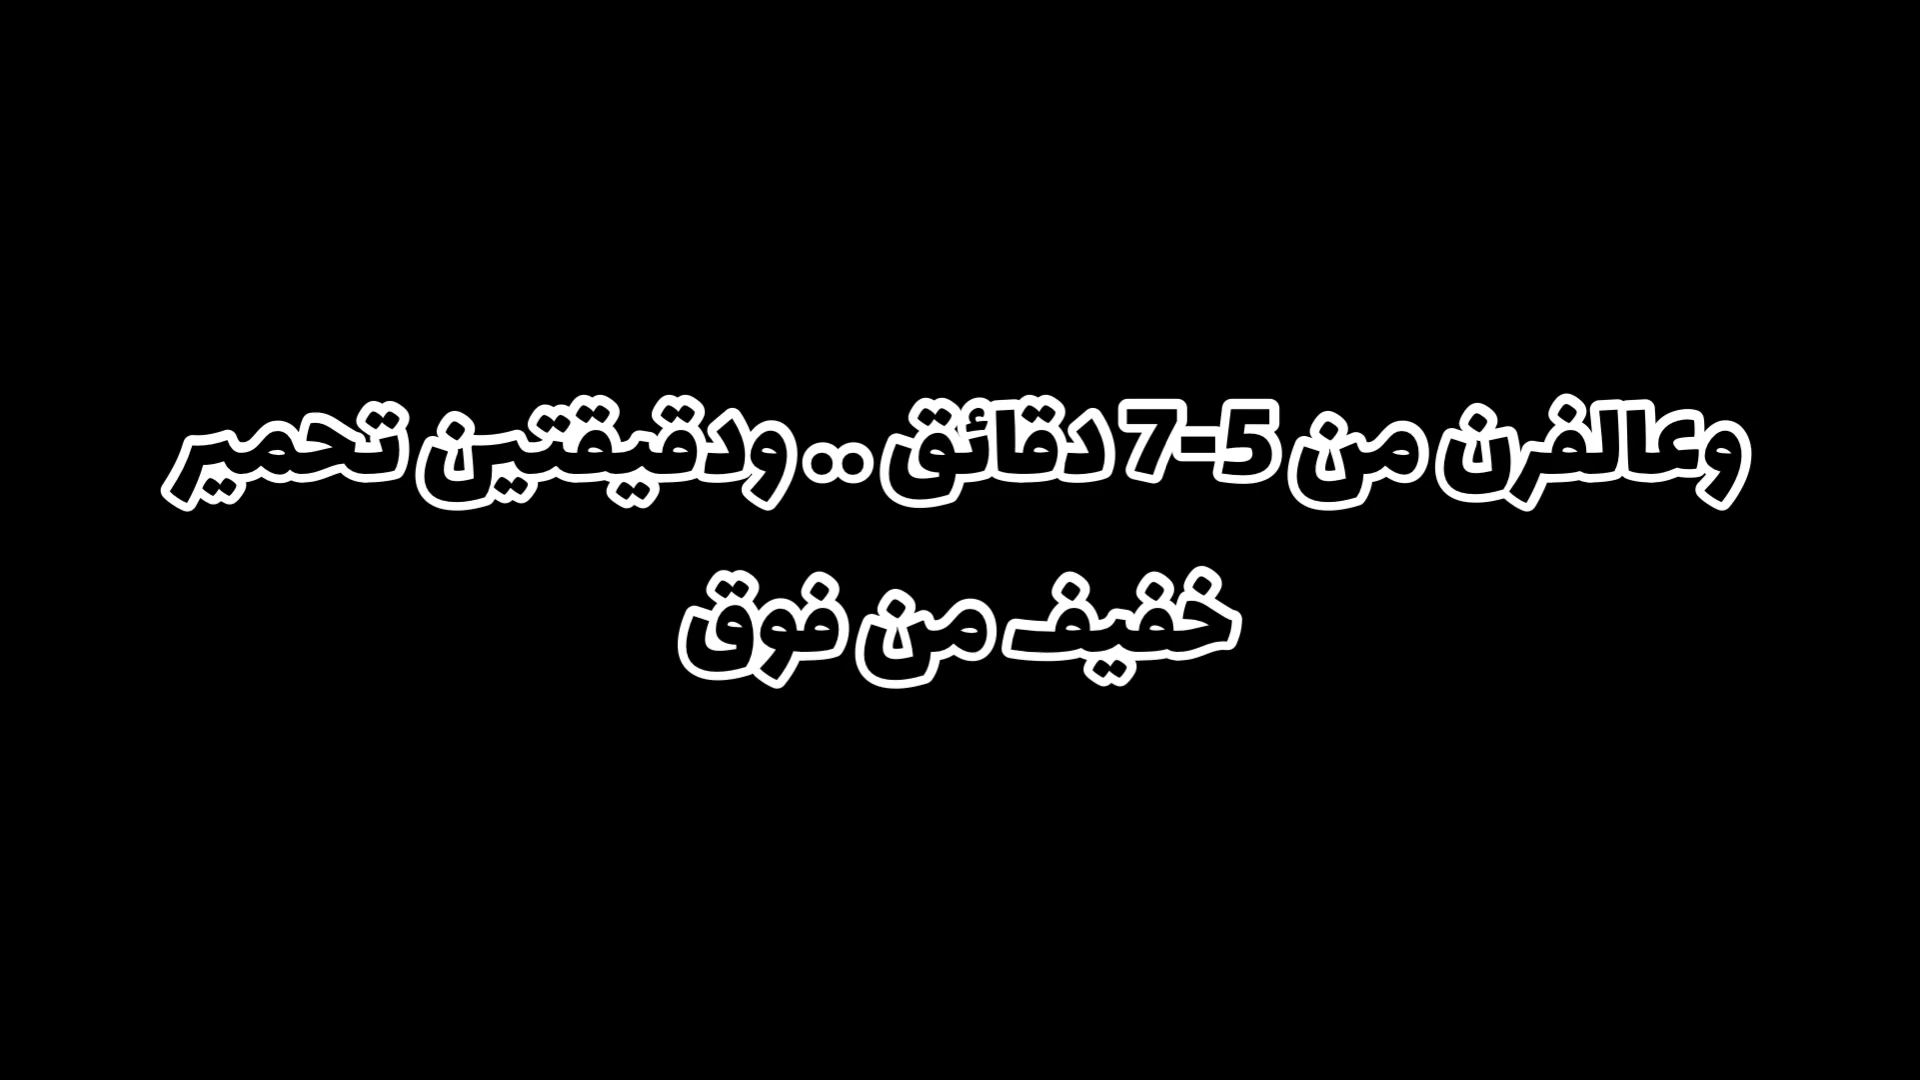 وعالفرن من 5-7 دقائق .. ودقيقتين تحمير
خفيف من فوق